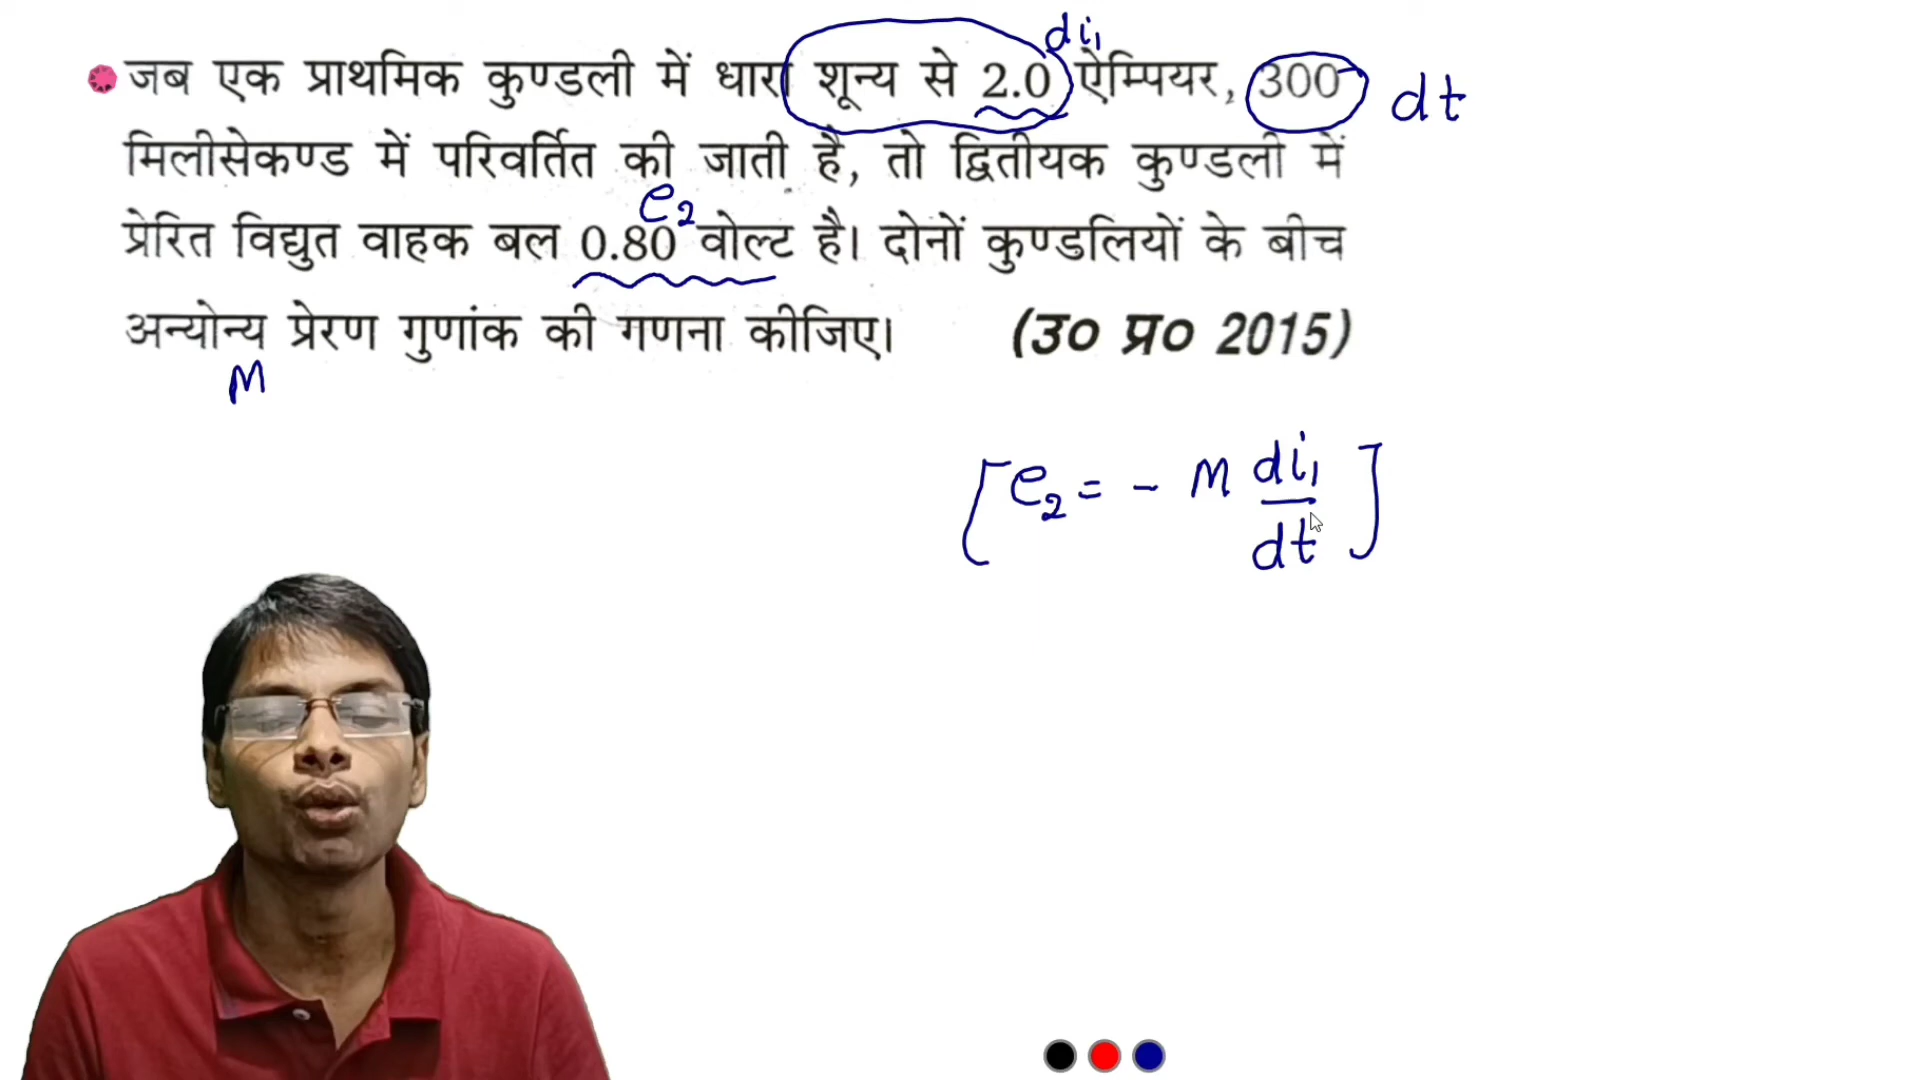 जब एक प्राथमिक कुण्डली में धारा शून्य से 2.0 ऐम्पियर, 300
मिलीसेकण्ड में परिवर्तित की जाती है, तो द्वितीयक कुण्डली में
प्रेरित विद्युत वाहक बल 0.80 वोल्ट है। दोनों कुण्डलियों के बीच
अन्योन्य प्रेरण गुणांक की गणना कीजिए। (उ० प्र० 2015)
di₁
dt
e₂
M
[e₂ = - M di₁/dt]